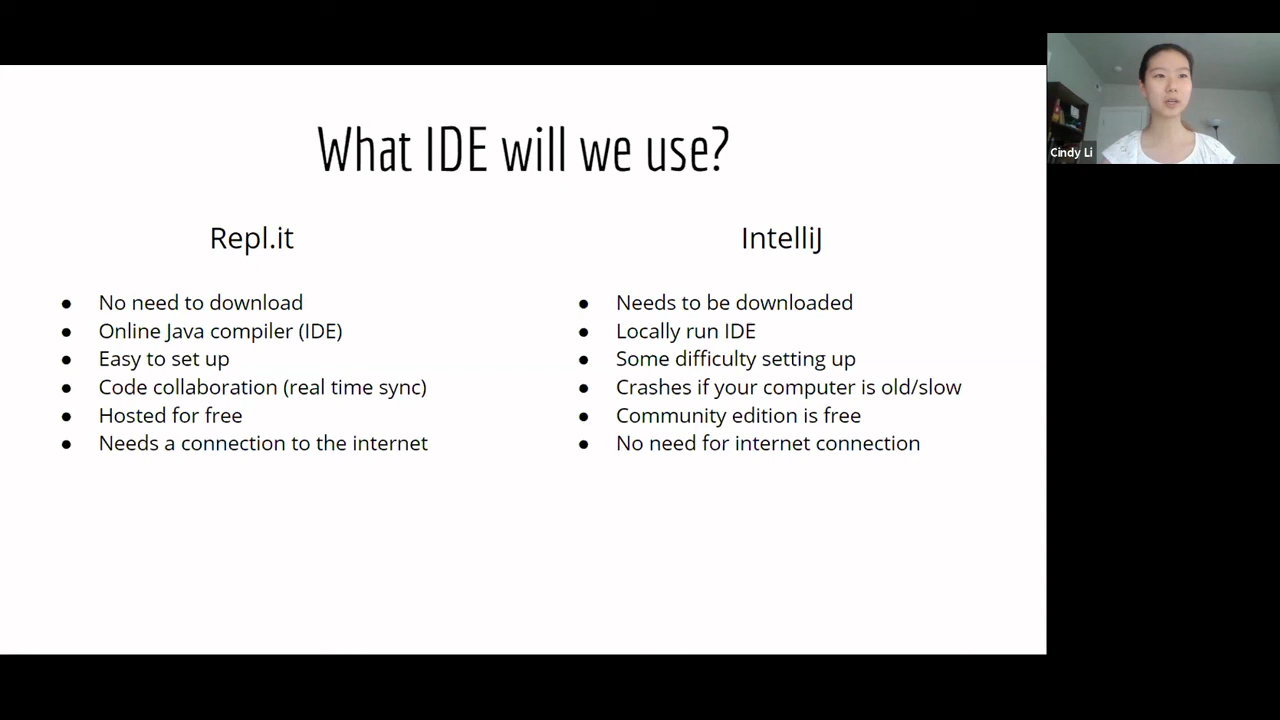 What IDE will we use?
Repl.it
● No need to download
● Online Java compiler (IDE)
● Easy to set up
● Code collaboration (real time sync)
● Hosted for free
● Needs a connection to the internet
IntelliJ
● Needs to be downloaded
● Locally run IDE
● Some difficulty setting up
● Crashes if your computer is old/slow
● Community edition is free
● No need for internet connection
Cindy Li